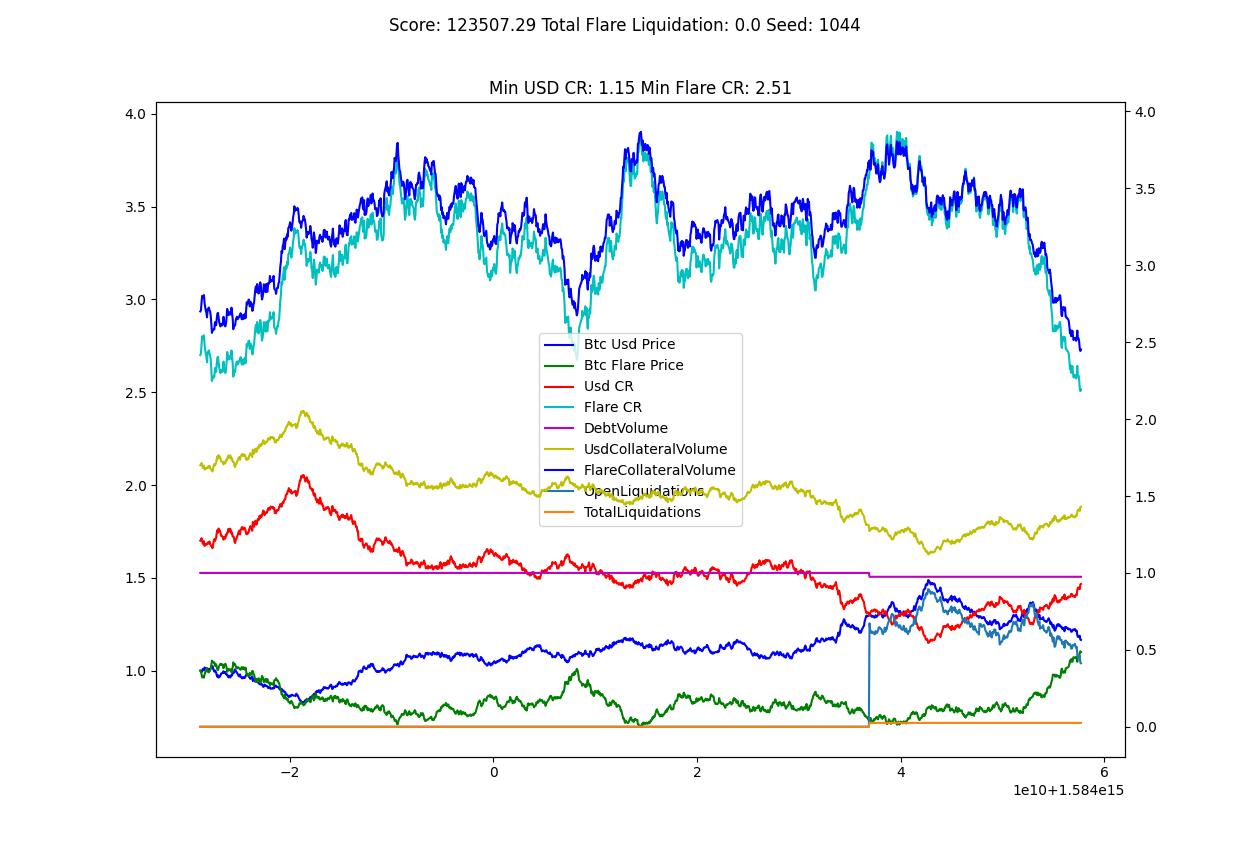 Score: 123507.29 Total Flare Liquidation: 0.0 Seed: 1044
Min USD CR: 1.15 Min Flare CR: 2.51
4.0
3.5
3.0
2.5
2.0
1.5
1.0
4.0
3.5
3.0
2.5
2.0
1.5
1.0
0.5
0.0
Btc Usd Price
Btc Flare Price
Usd CR
Flare CR
DebtVolume
UsdCollateralVolume
FlareCollateralVolume
OpenLiquidations
TotalLiquidations
−2 0 2 4 6
1e10+1.584e15